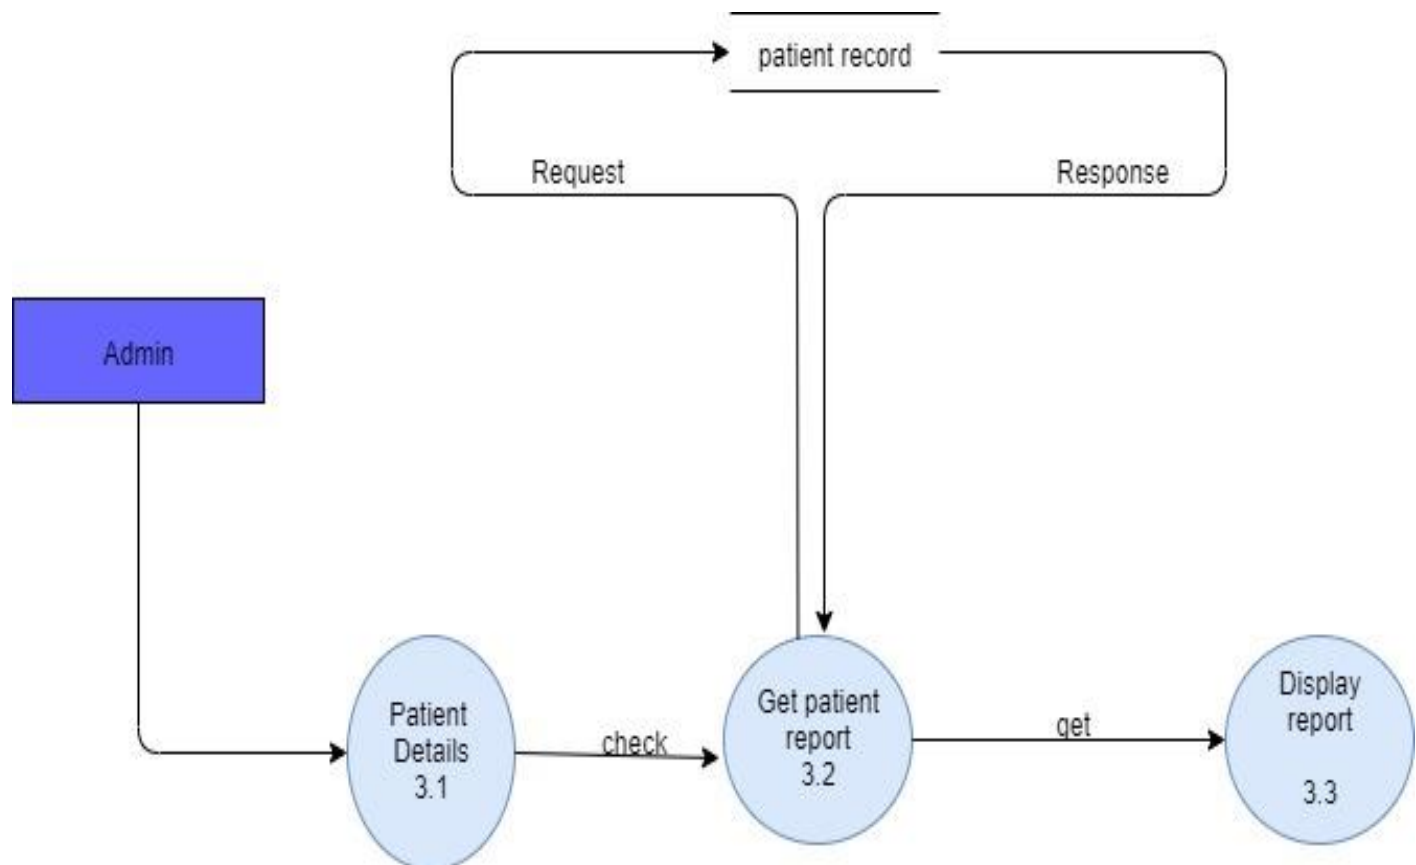 patient record
Request
Response
Admin
Patient
Details
3.1
check
Get patient
report
3.2
get
Display
report
3.3